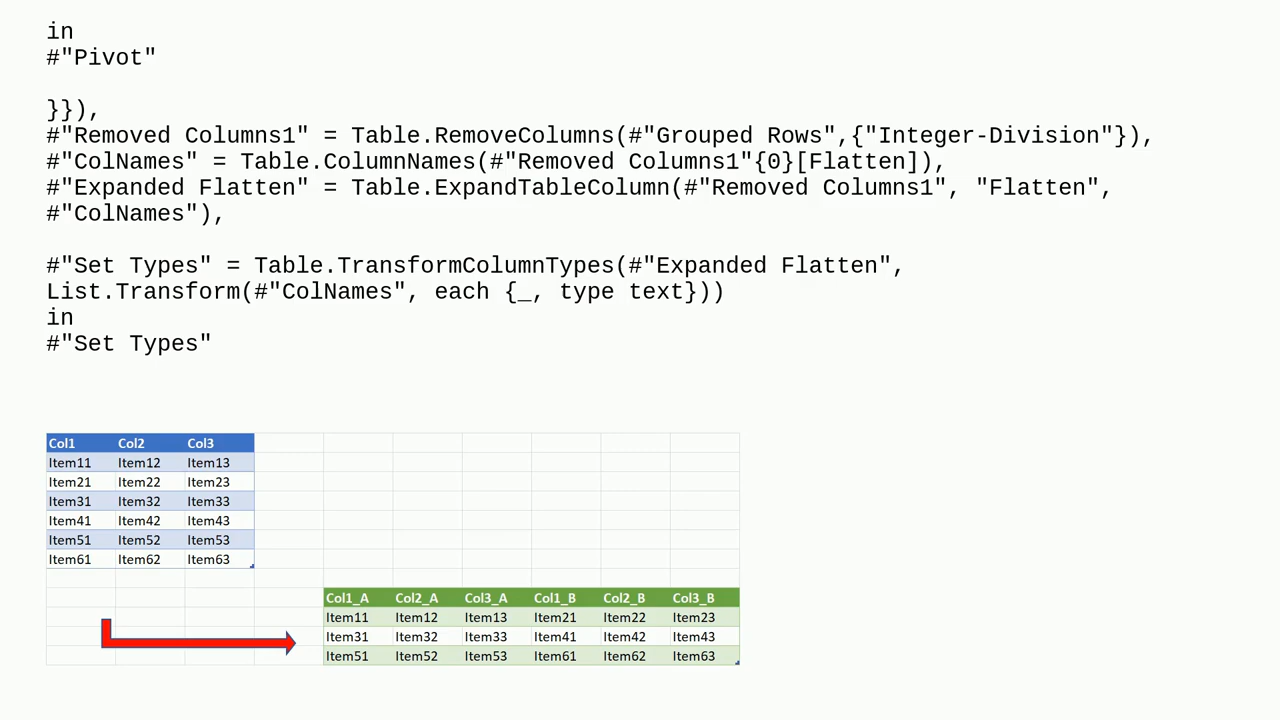 in
#"Pivot"
}}),
#"Removed Columns1" = Table.RemoveColumns(#"Grouped Rows",{"Integer-Division"}),
#"ColNames" = Table.ColumnNames(#"Removed Columns1"{0}[Flatten]),
#"Expanded Flatten" = Table.ExpandTableColumn(#"Removed Columns1", "Flatten",
#"ColNames"),
#"Set Types" = Table.TransformColumnTypes(#"Expanded Flatten",
List.Transform(#"ColNames", each {_, type text}))
in
#"Set Types"
Col1 Col2 Col3
Item11 Item12 Item13
Item21 Item22 Item23
Item31 Item32 Item33
Item41 Item42 Item43
Item51 Item52 Item53
Item61 Item62 Item63
Col1_A Col2_A Col3_A Col1_B Col2_B Col3_B
Item11 Item12 Item13 Item21 Item22 Item23
Item31 Item32 Item33 Item41 Item42 Item43
Item51 Item52 Item53 Item61 Item62 Item63